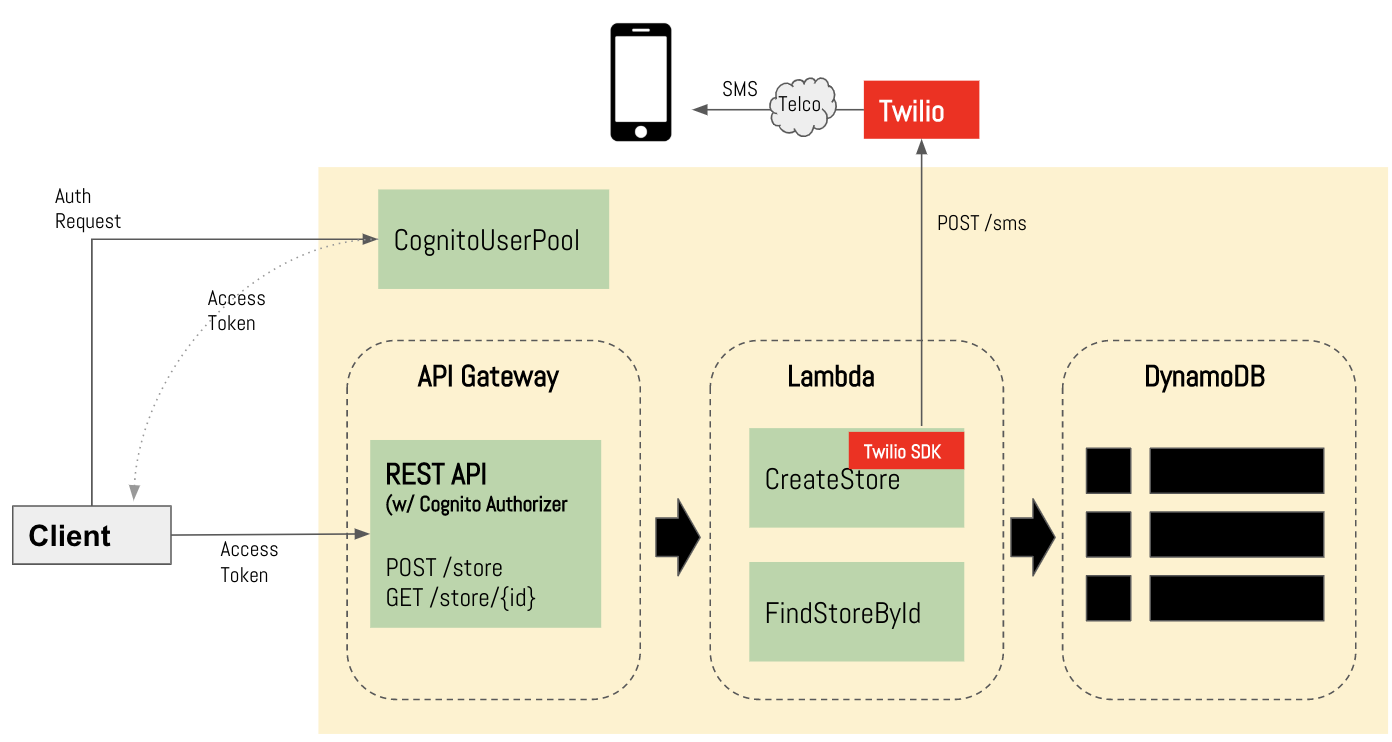 SMS
Telco
Twilio
Auth
Request
CognitoUserPool
POST /sms
Access
Token
API Gateway
Lambda
DynamoDB
REST API
(w/ Cognito Authorizer
POST /store
GET /store/{id}
Twilio SDK
CreateStore
FindStoreById
Client
Access
Token